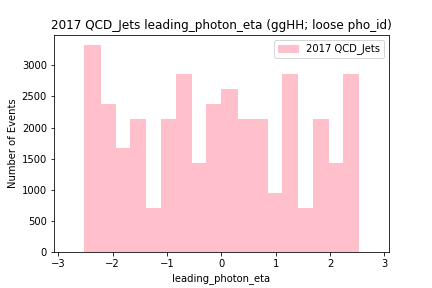 2017 QCD_Jets leading_photon_eta (ggHH; loose pho_id)
2017 QCD_Jets
Number of Events
3000
2500
2000
1500
1000
500
0
−3 −2 −1 0 1 2 3
leading_photon_eta